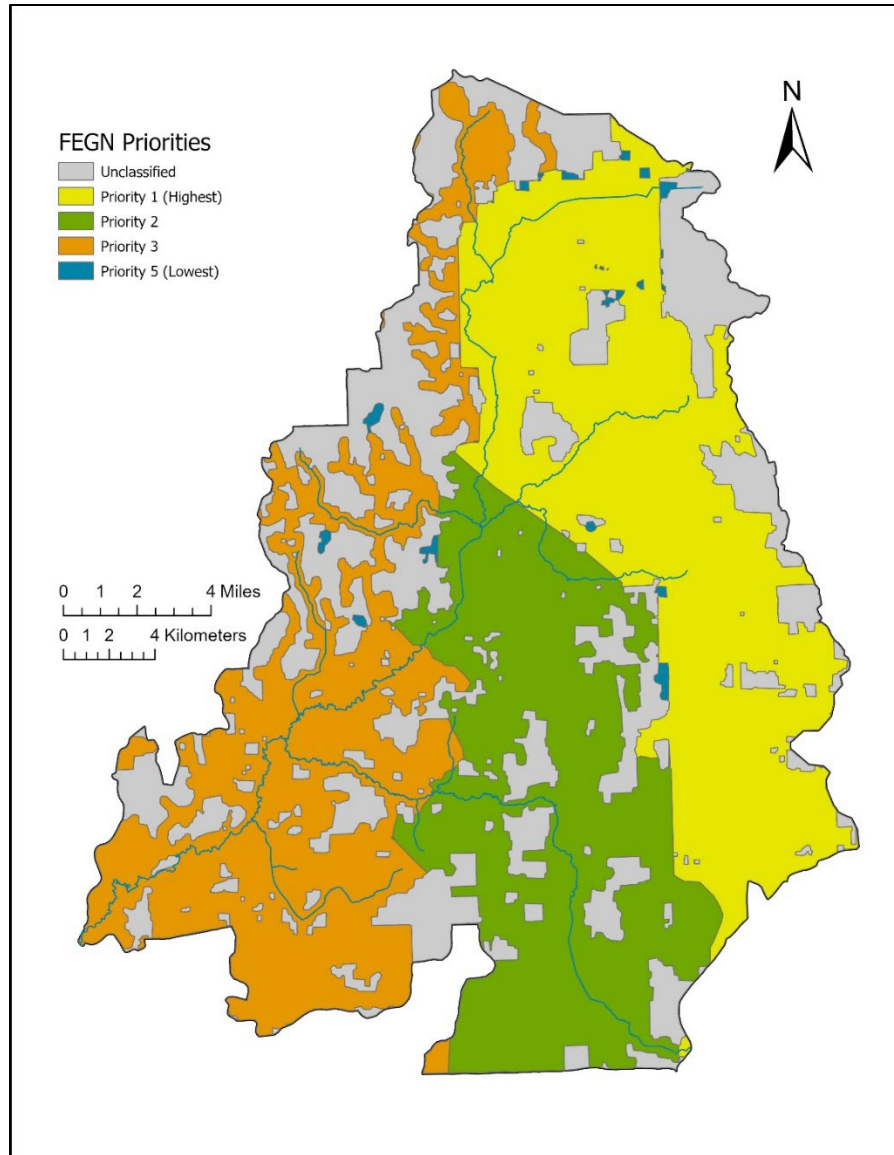 N
FEGN Priorities
Unclassified
Priority 1 (Highest)
Priority 2
Priority 3
Priority 5 (Lowest)
0 1 2 4 Miles
0 1 2 4 Kilometers